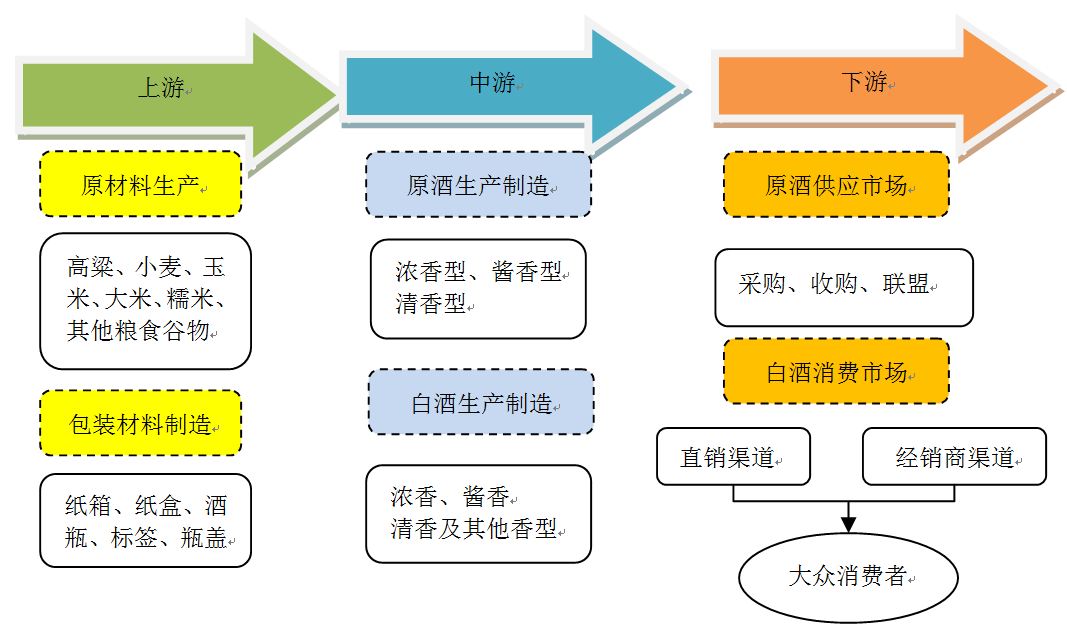 上游
中游
下游
原材料生产
高粱、小麦、玉
米、大米、糯米、
其他粮食谷物
包装材料制造
纸箱、纸盒、酒
瓶、标签、瓶盖
原酒生产制造
浓香型、酱香型
清香型
白酒生产制造
浓香、酱香
清香及其他香型
原酒供应市场
采购、收购、联盟
白酒消费市场
直销渠道
经销商渠道
大众消费者